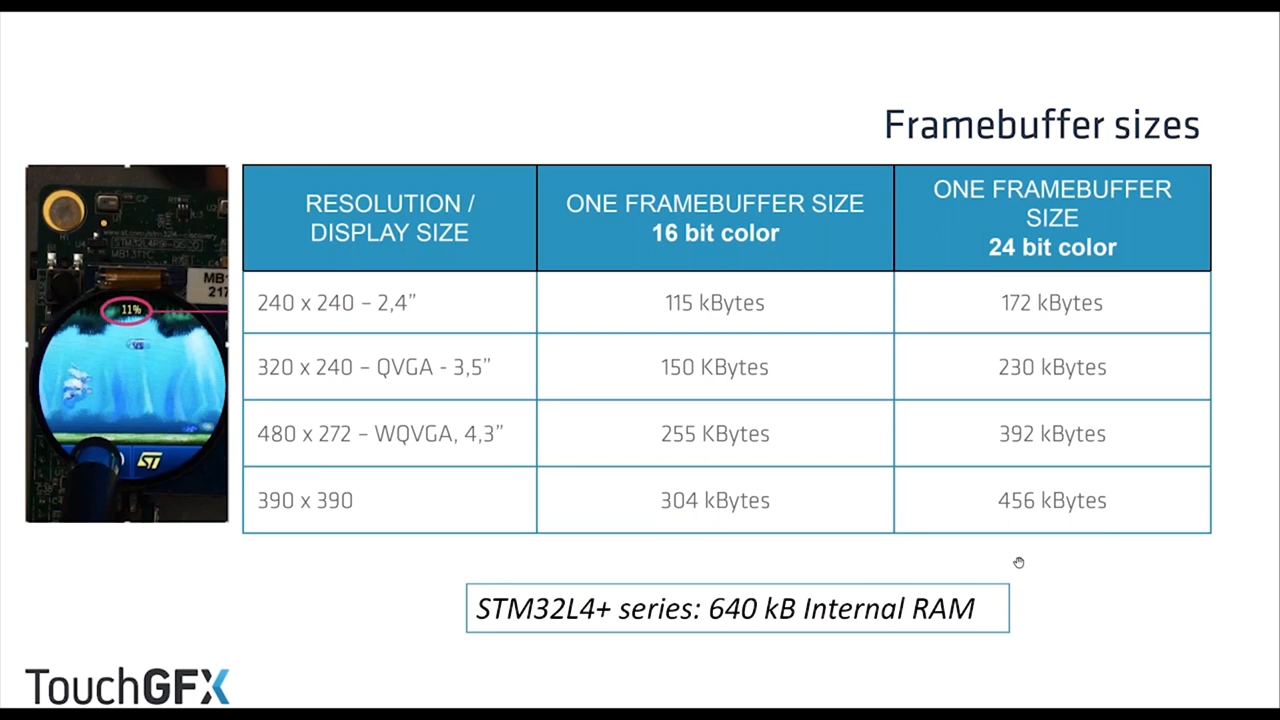 Framebuffer sizes
RESOLUTION /
DISPLAY SIZE
ONE FRAMEBUFFER SIZE
16 bit color
ONE FRAMEBUFFER
SIZE
24 bit color
240 x 240 – 2,4”
115 kBytes
172 kBytes
320 x 240 – QVGA - 3,5”
150 KBytes
230 kBytes
480 x 272 – WQVGA, 4,3”
255 KBytes
392 kBytes
390 x 390
304 kBytes
456 kBytes
11%
ST
STM32L4+ series: 640 kB Internal RAM
TouchGFX